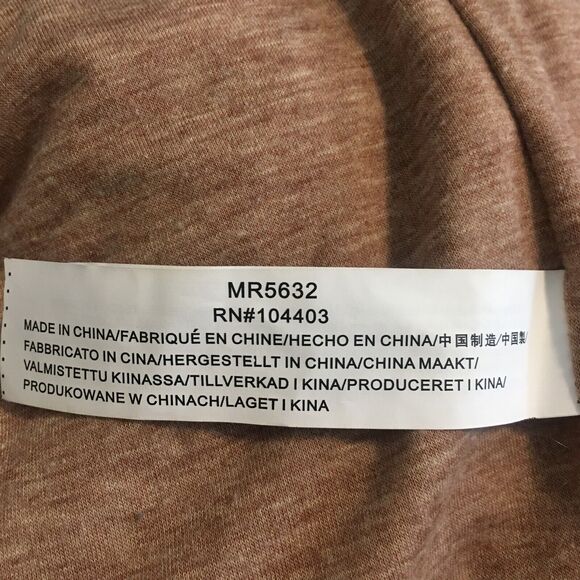 MR5632
RN#104403
MADE IN CHINA/FABRIQUÉ EN CHINE/HECHO EN CHINA/中国制造/中国製/
FABBRICATO IN CINA/HERGESTELLT IN CHINA/CHINA MAAKT/
VALMISTETTU KIINASSA/TILLVERKAD I KINA/PRODUCERET I KINA/
PRODUKOWANE W CHINACH/LAGET I KINA